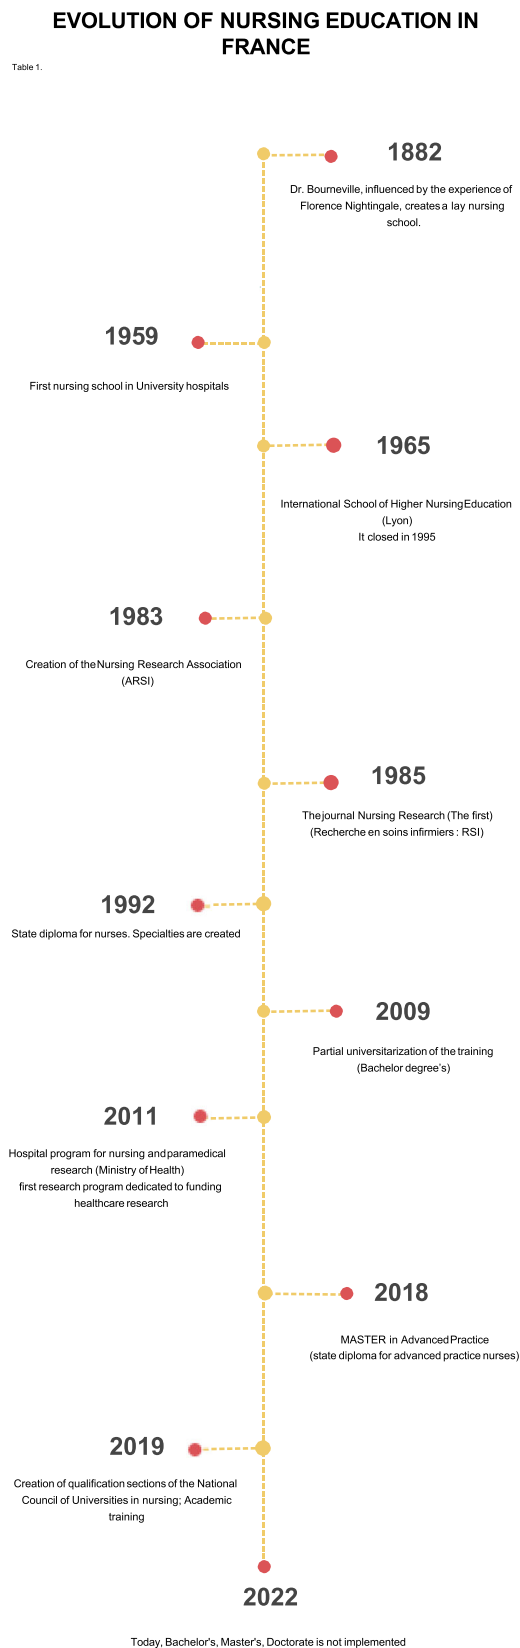 EVOLUTION OF NURSING EDUCATION IN
FRANCE
Table 1.
1882
Dr. Bourneville, influenced by the experience of
Florence Nightingale, creates a lay nursing
school.
1959
First nursing school in University hospitals
1965
International School of Higher Nursing Education
(Lyon)
It closed in 1995
1983
Creation of the Nursing Research Association
(ARSI)
1985
The journal Nursing Research (The first)
(Recherche en soins infirmiers : RSI)
1992
State diploma for nurses. Specialties are created
2009
Partial universitarization of the training
(Bachelor degree's)
2011
Hospital program for nursing and paramedical
research (Ministry of Health)
first research program dedicated to funding
healthcare research
2018
MASTER in Advanced Practice
(state diploma for advanced practice nurses)
2019
Creation of qualification sections of the National
Council of Universities in nursing; Academic
training
2022
Today, Bachelor's, Master's, Doctorate is not implemented